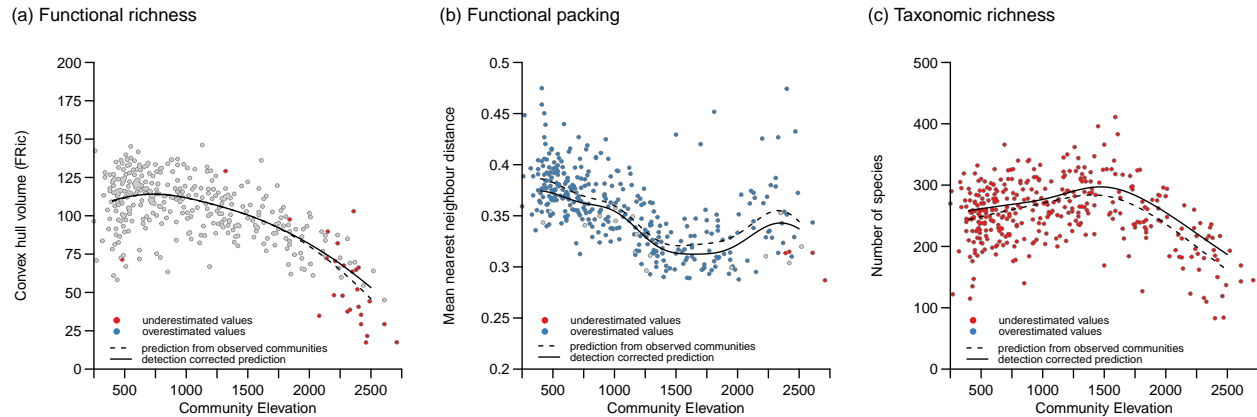 (a) Functional richness
Convex hull volume (FRic)
200
175
150
125
100
75
50
25
0
underestimated values
overestimated values
prediction from observed communities
detection corrected prediction
500 1000 1500 2000 2500
Community Elevation
(b) Functional packing
Mean nearest neighbour distance
0.5
0.45
0.4
0.35
0.3
0.25
0.2
underestimated values
overestimated values
prediction from observed communities
detection corrected prediction
500 1000 1500 2000 2500
Community Elevation
(c) Taxonomic richness
Number of species
500
400
300
200
100
0
underestimated values
overestimated values
prediction from observed communities
detection corrected prediction
500 1000 1500 2000 2500
Community Elevation